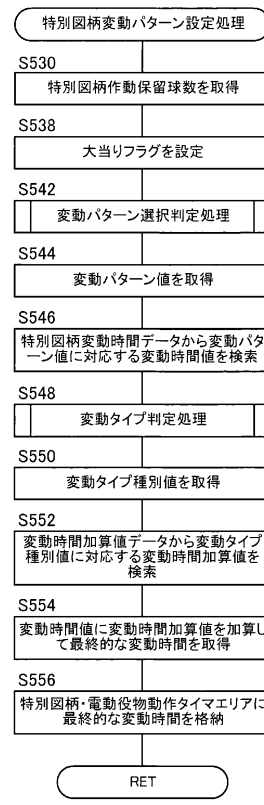 特別図柄変動パターン設定処理
S530
特別図柄作動保留球数を取得
S538
大当りフラグを設定
S542
変動パターン選択判定処理
S544
変動パターン値を取得
S546
特別図柄変動時間データから変動パタ
ーン値に対応する変動時間値を検索
S548
変動タイプ判定処理
S550
変動タイプ種別値を取得
S552
変動時間加算値データから変動タイプ
種別値に対応する変動時間加算値を
検索
S554
変動時間値に変動時間加算値を加算し
て最終的な変動時間を取得
S556
特別図柄・電動役物動作タイマエリアに
最終的な変動時間を格納
RET